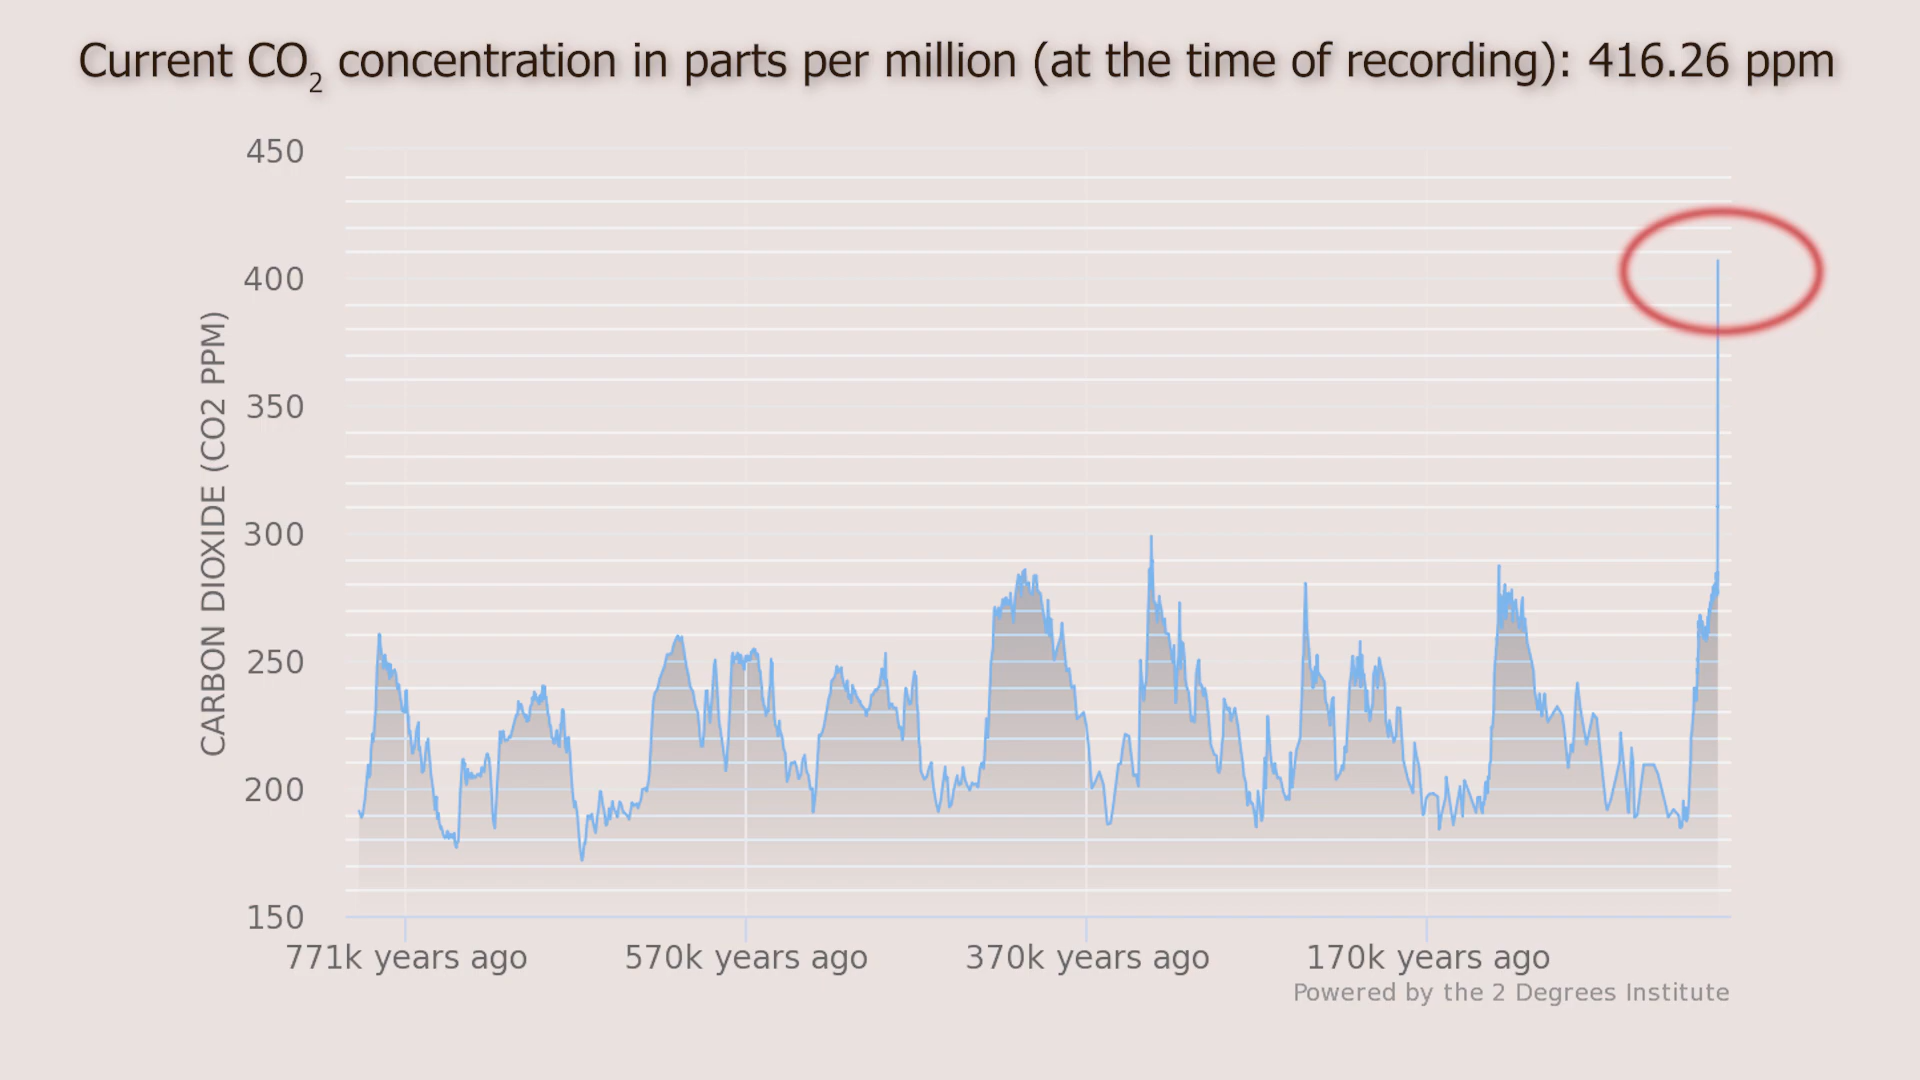 Current CO₂ concentration in parts per million (at the time of recording): 416.26 ppm
450
400
350
300
250
200
150
CARBON DIOXIDE (CO2 PPM)
771k years ago
570k years ago
370k years ago
170k years ago
Powered by the 2 Degrees Institute